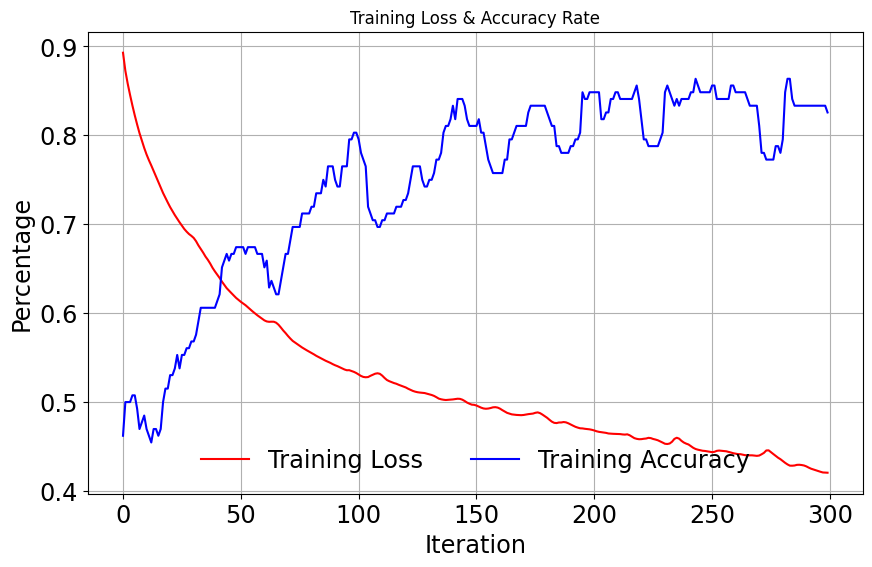 Training Loss & Accuracy Rate
Percentage
0.9
0.8
0.7
0.6
0.5
0.4
Training Loss
Training Accuracy
0
50
100
150
200
250
300
Iteration